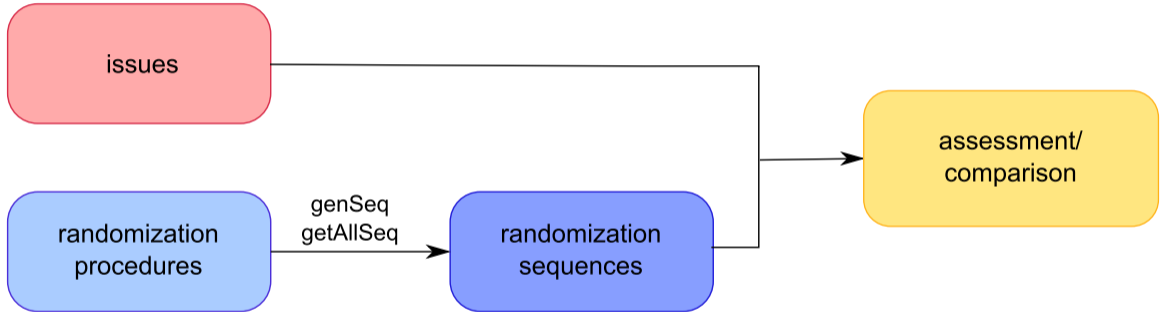 issues
assessment/
comparison
genSeq
getAllSeq
randomization
procedures
randomization
sequences